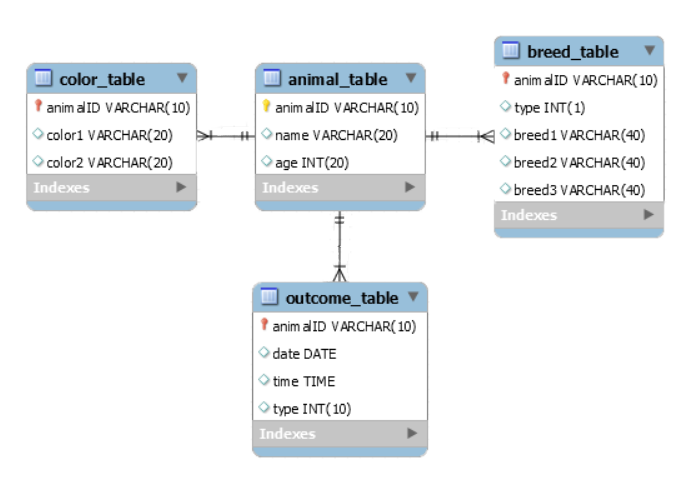 color_table
animalID VARCHAR(10)
color1 VARCHAR(20)
color2 VARCHAR(20)
Indexes
animal_table
animalID VARCHAR(10)
name VARCHAR(20)
age INT(20)
Indexes
breed_table
animalID VARCHAR(10)
type INT(1)
breed1 VARCHAR(40)
breed2 VARCHAR(40)
breed3 VARCHAR(40)
Indexes
outcome_table
animalID VARCHAR(10)
date DATE
time TIME
type INT(10)
Indexes